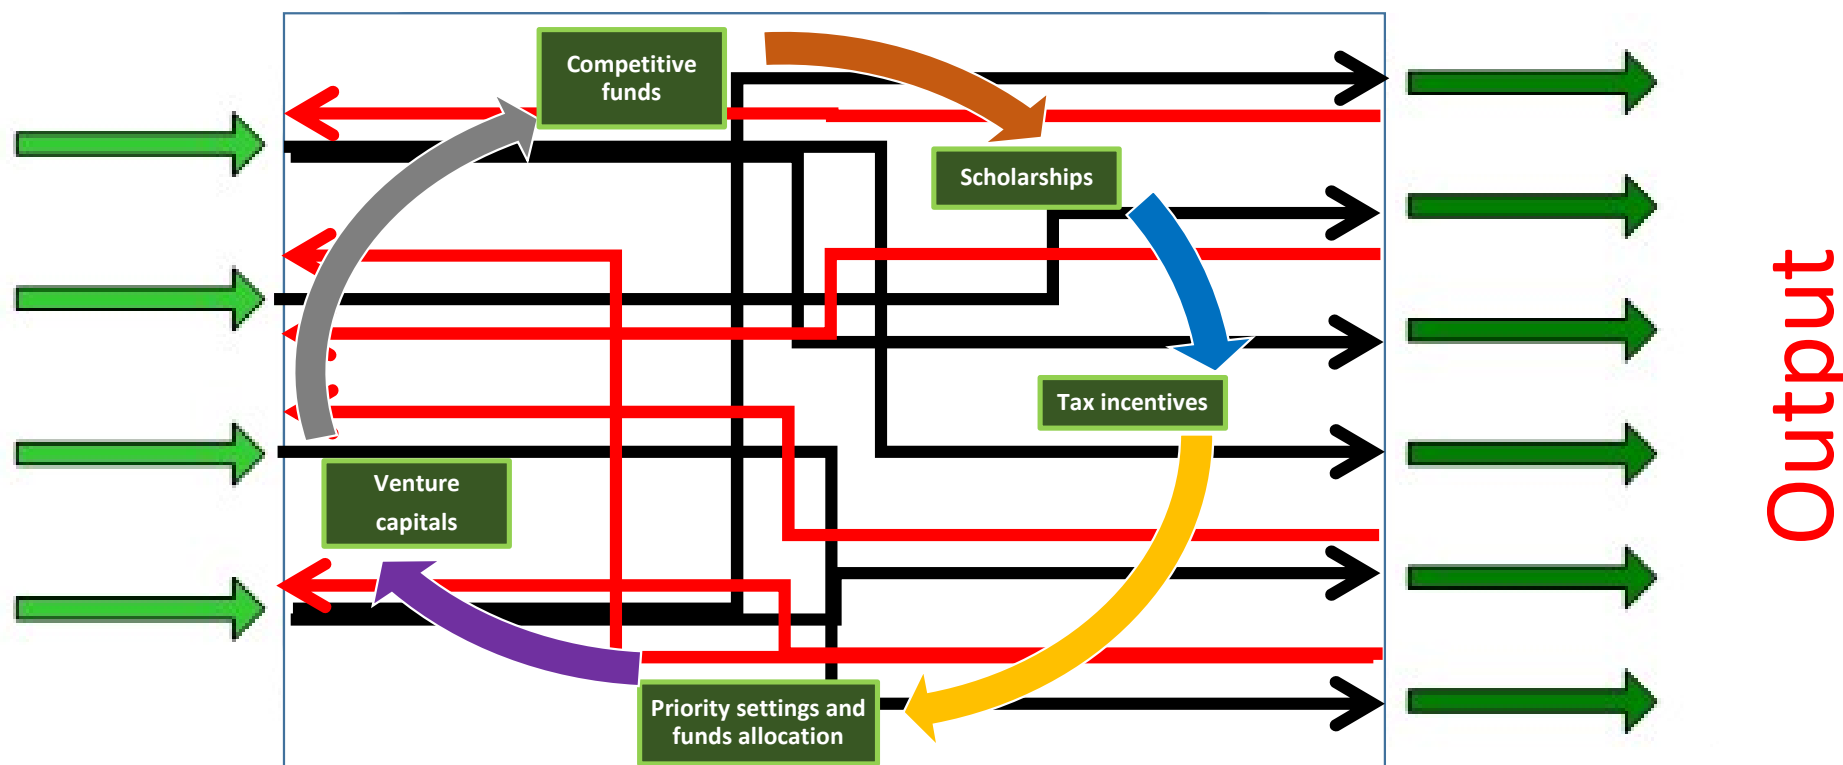 Competitive
funds
Scholarships
Tax incentives
Venture
capitals
Priority settings and
funds allocation
Output